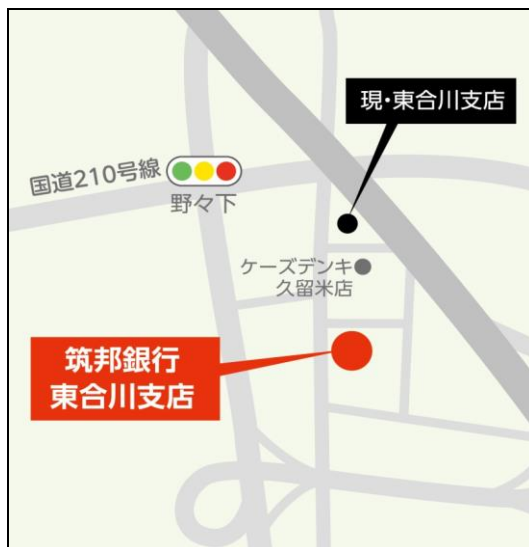 現・東合川支店
国道210号線
野々下
ケーズデンキ
久留米店
筑邦銀行
東合川支店